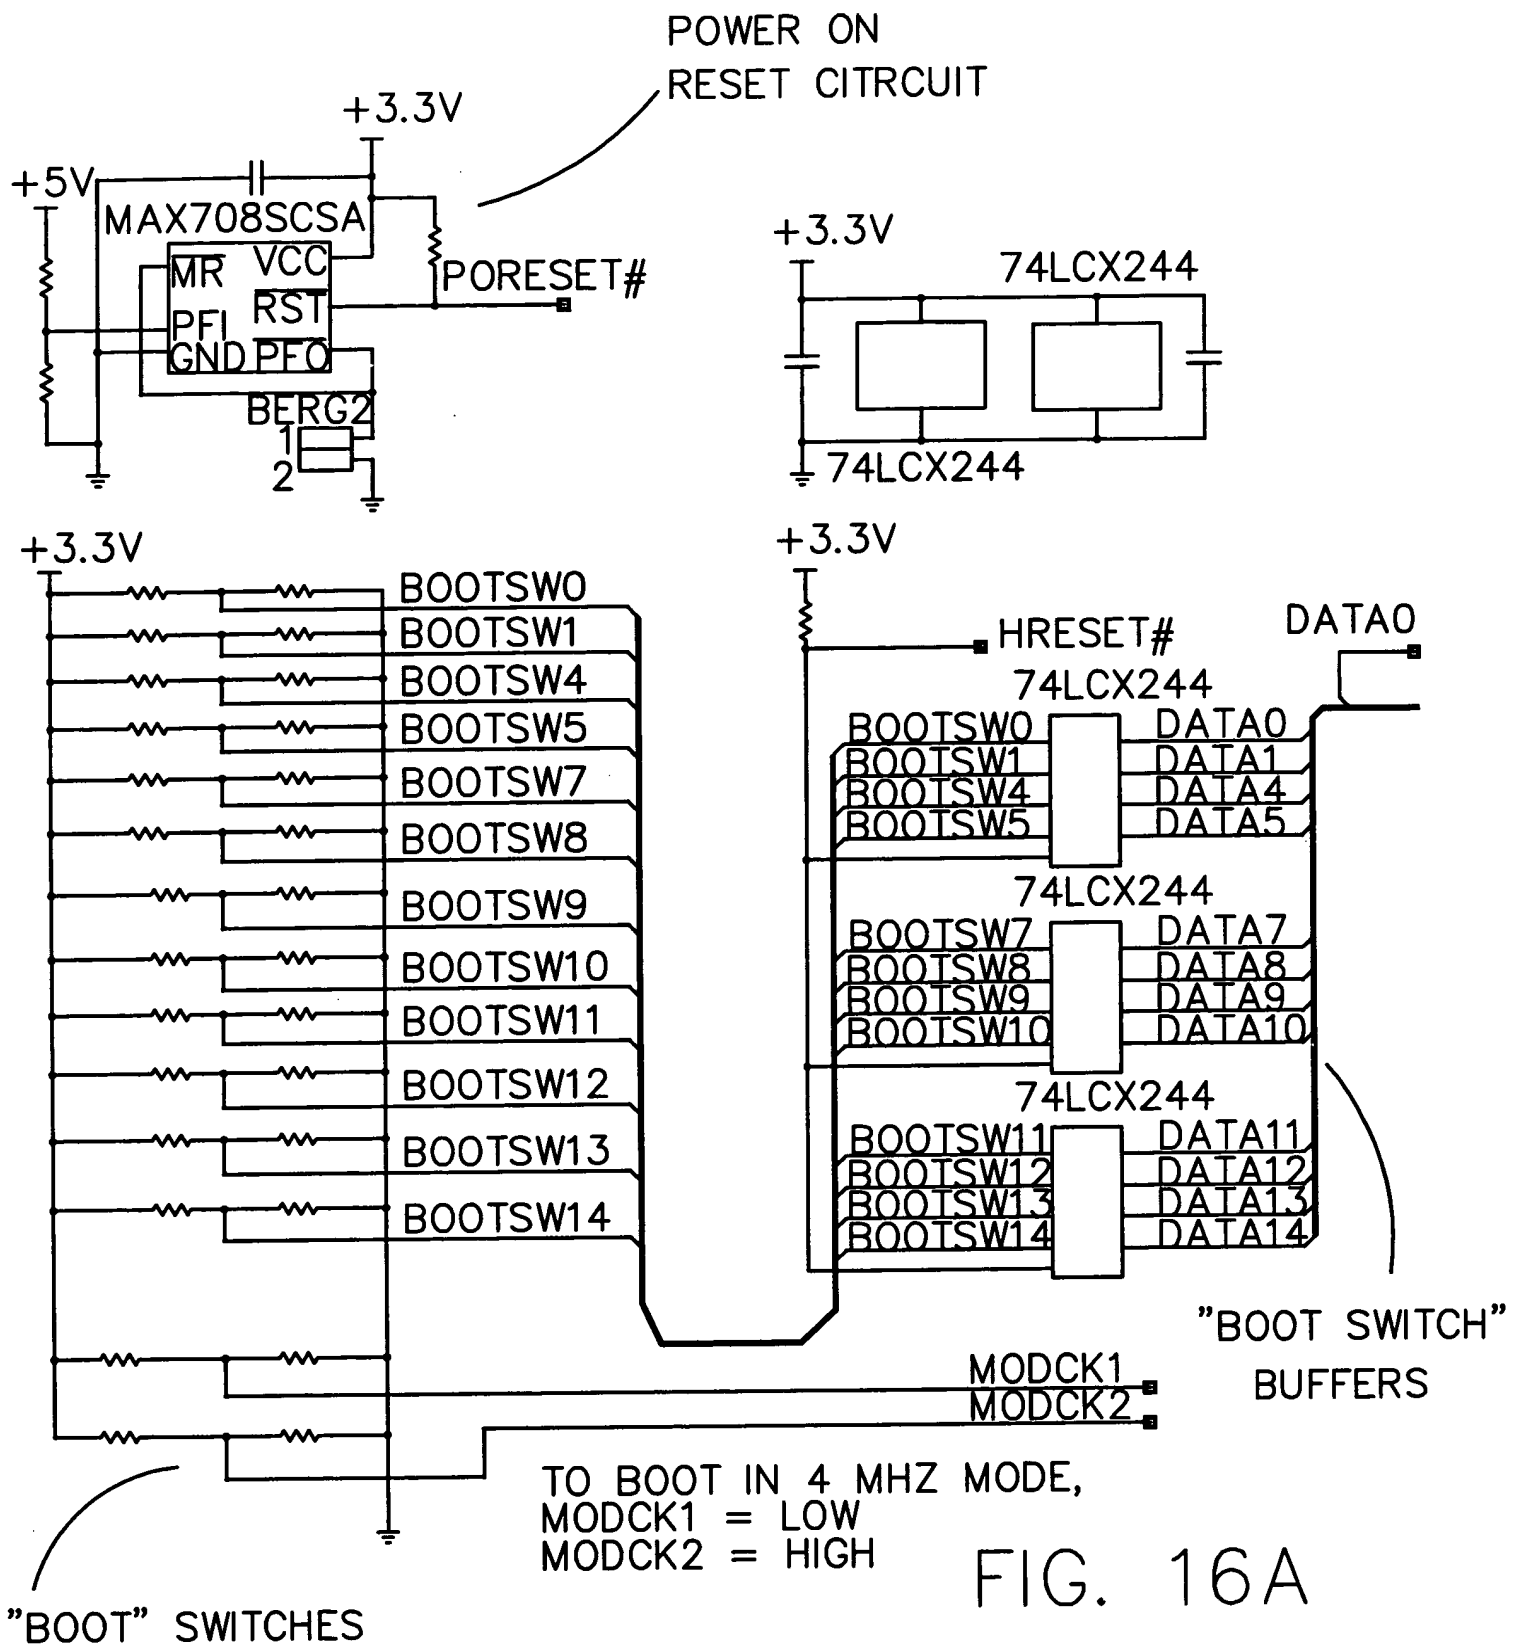 POWER ON
RESET CITRCUIT
+3.3V
+5V
MAX708SCSA
MR
VCC
PORESET#
RST
PFI
GND
PFO
BERG2
1
2
+3.3V
74LCX244
74LCX244
+3.3V
BOOTSW0
BOOTSW1
BOOTSW4
BOOTSW5
BOOTSW7
BOOTSW8
BOOTSW9
BOOTSW10
BOOTSW11
BOOTSW12
BOOTSW13
BOOTSW14
+3.3V
HRESET#
DATA0
74LCX244
BOOTSW0
DATA0
BOOTSW1
DATA1
BOOTSW4
DATA4
BOOTSW5
DATA5
74LCX244
BOOTSW7
DATA7
BOOTSW8
DATA8
BOOTSW9
DATA9
BOOTSW10
DATA10
74LCX244
BOOTSW11
DATA11
BOOTSW12
DATA12
BOOTSW13
DATA13
BOOTSW14
DATA14
"BOOT SWITCH"
BUFFERS
MODCK1
MODCK2
TO BOOT IN 4 MHZ MODE,
MODCK1 = LOW
MODCK2 = HIGH
"BOOT" SWITCHES
FIG. 16A